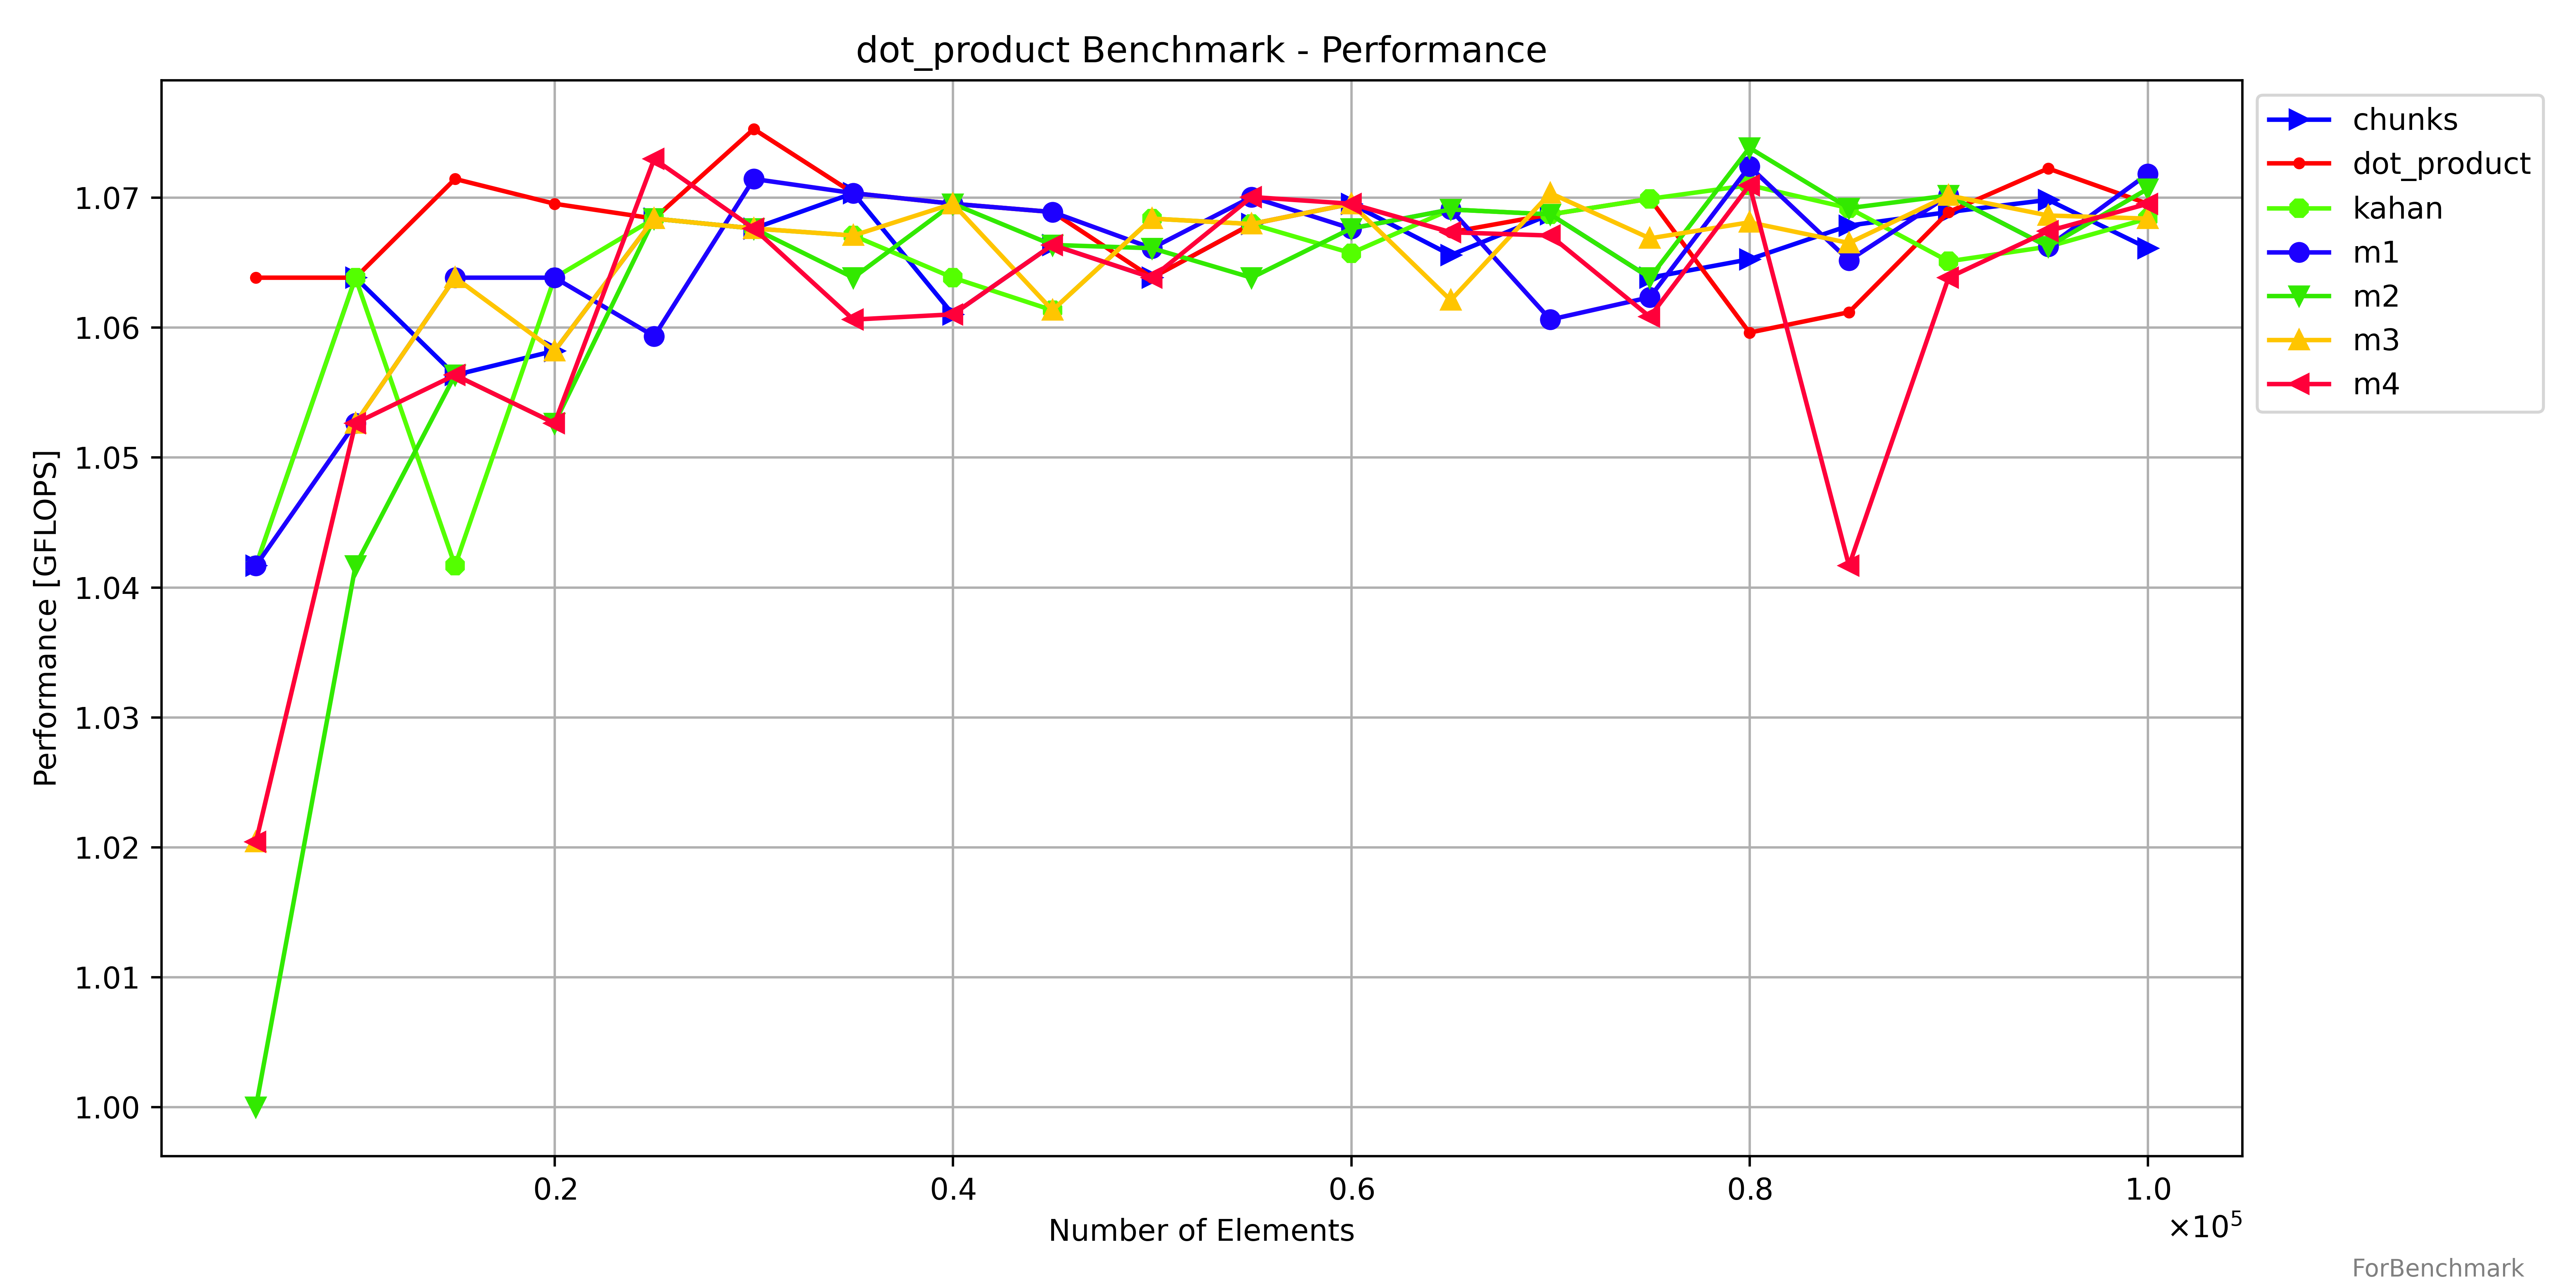 dot_product Benchmark - Performance
Performance [GFLOPS]
1.07
1.06
1.05
1.04
1.03
1.02
1.01
1.00
0.2 0.4 0.6 0.8 1.0
Number of Elements
×10⁵
chunks
dot_product
kahan
m1
m2
m3
m4
ForBenchmark